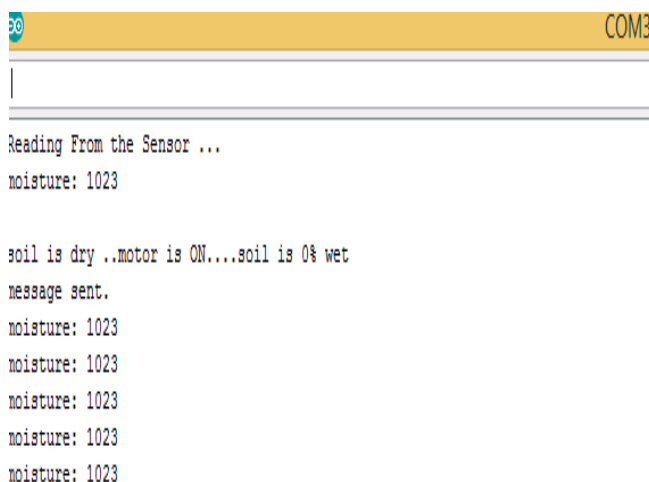 COM3
Reading From the Sensor ...
moisture: 1023
soil is dry ..motor is ON....soil is 0% wet
message sent.
moisture: 1023
moisture: 1023
moisture: 1023
moisture: 1023
moisture: 1023